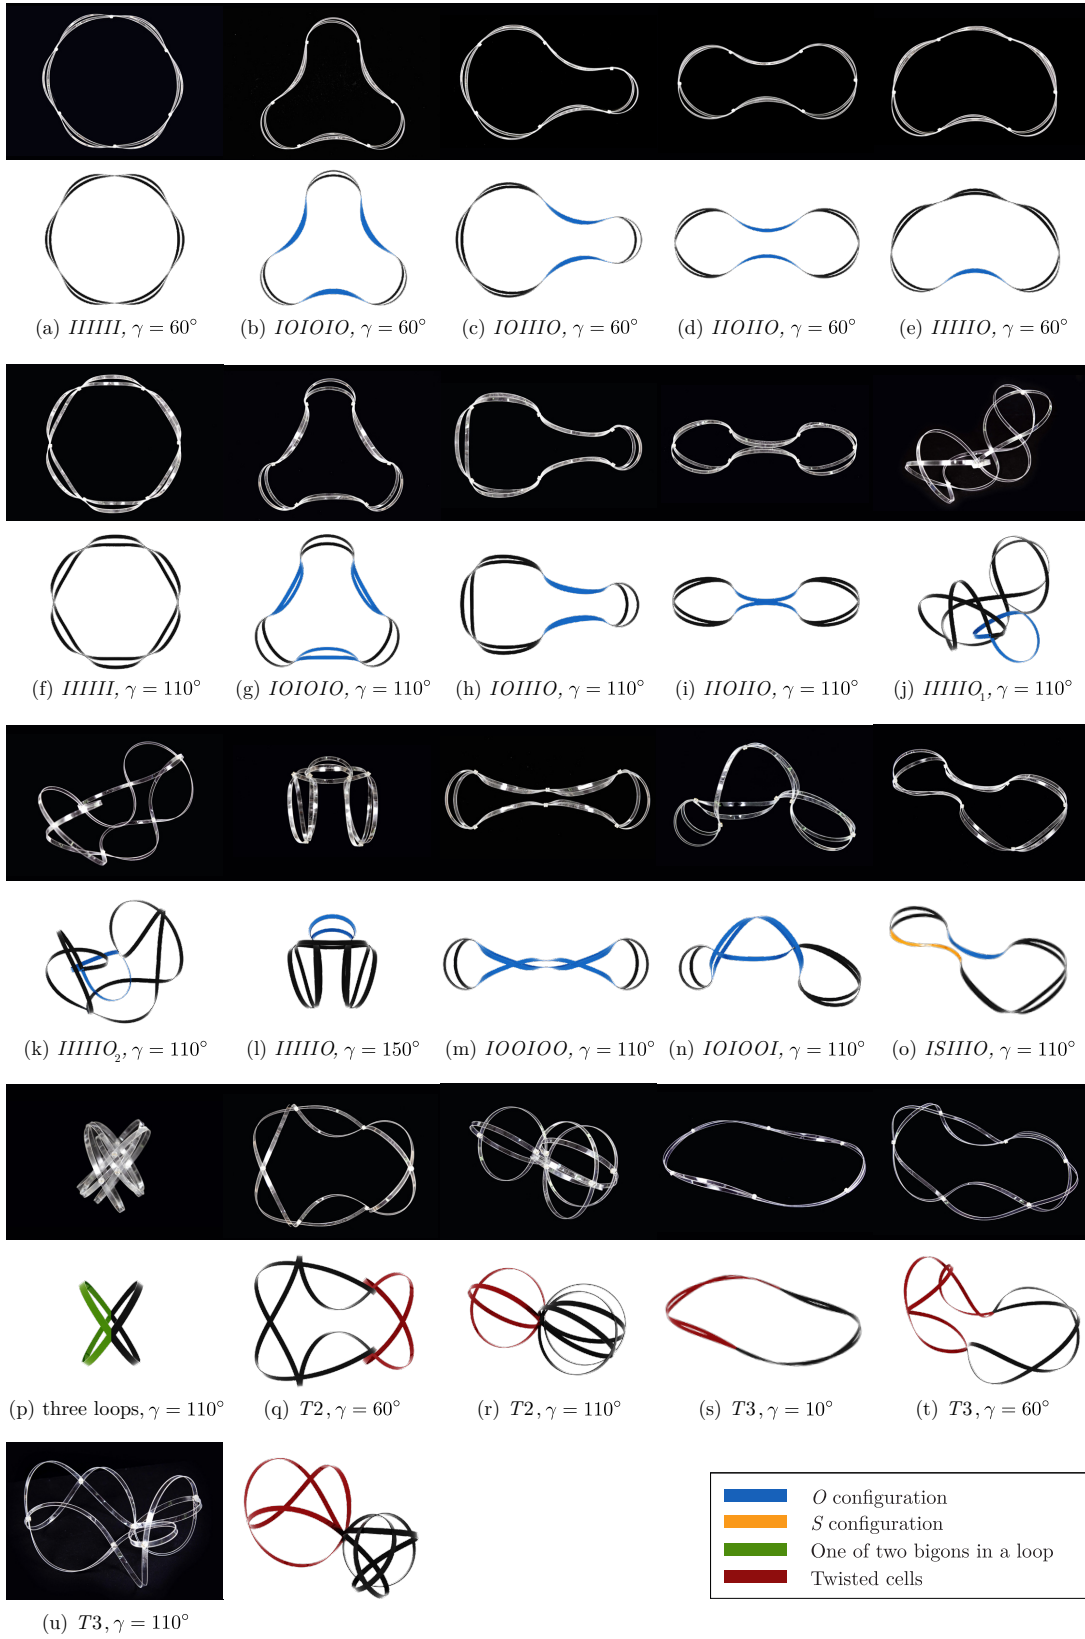 (a) IIIIII, γ = 60° (b) IOIOIO, γ = 60° (c) IOIIIO, γ = 60° (d) IIOIIO, γ = 60° (e) IIIIIO, γ = 60°
(f) IIIIII, γ = 110° (g) IOIOIO, γ = 110° (h) IOIIIO, γ = 110° (i) IIOIIO, γ = 110° (j) IIIIIO₁, γ = 110°
(k) IIIIIO₂, γ = 110° (l) IIIIIO, γ = 150° (m) IOOIOO, γ = 110° (n) IOIOOI, γ = 110° (o) ISIIIO, γ = 110°
(p) three loops, γ = 110° (q) T2, γ = 60° (r) T2, γ = 110° (s) T3, γ = 10° (t) T3, γ = 60°
O configuration
S configuration
One of two bigons in a loop
Twisted cells
(u) T3, γ = 110°